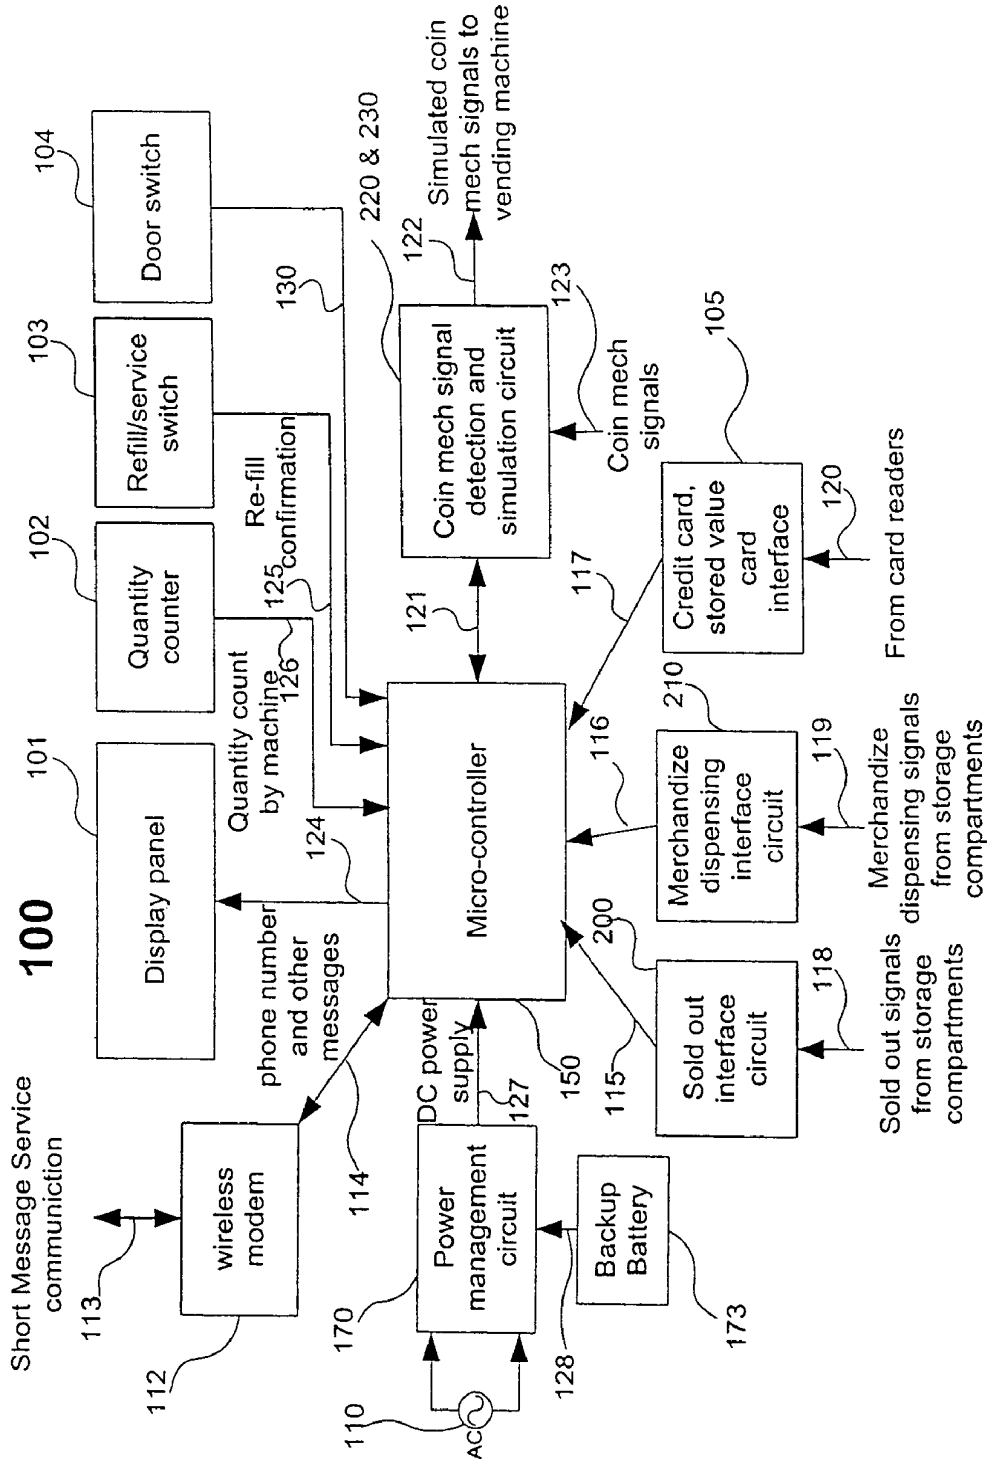 100
Short Message Service
communiction
113
112
wireless
modem
114
phone number
and other
messages
101
Display panel
124
102
Quantity
counter
Quantity count
by machine
126
103
Refill/service
switch
Re-fill
confirmation
125
104
Door switch
130
110
AC
170
Power
management
circuit
DC power
supply
127
128
Backup
Battery
173
Micro-controller
150
121
220 & 230
Coin mech signal
detection and
simulation circuit
122
Simulated coin
mech signals to
vending machine
123
Coin mech
signals
115
200
Sold out
interface
circuit
118
Sold out signals
from storage
compartments
116
210
Merchandize
dispensing
interface
circuit
119
Merchandize
dispensing signals
from storage
compartments
117
105
Credit card,
stored value
card
interface
120
From card readers